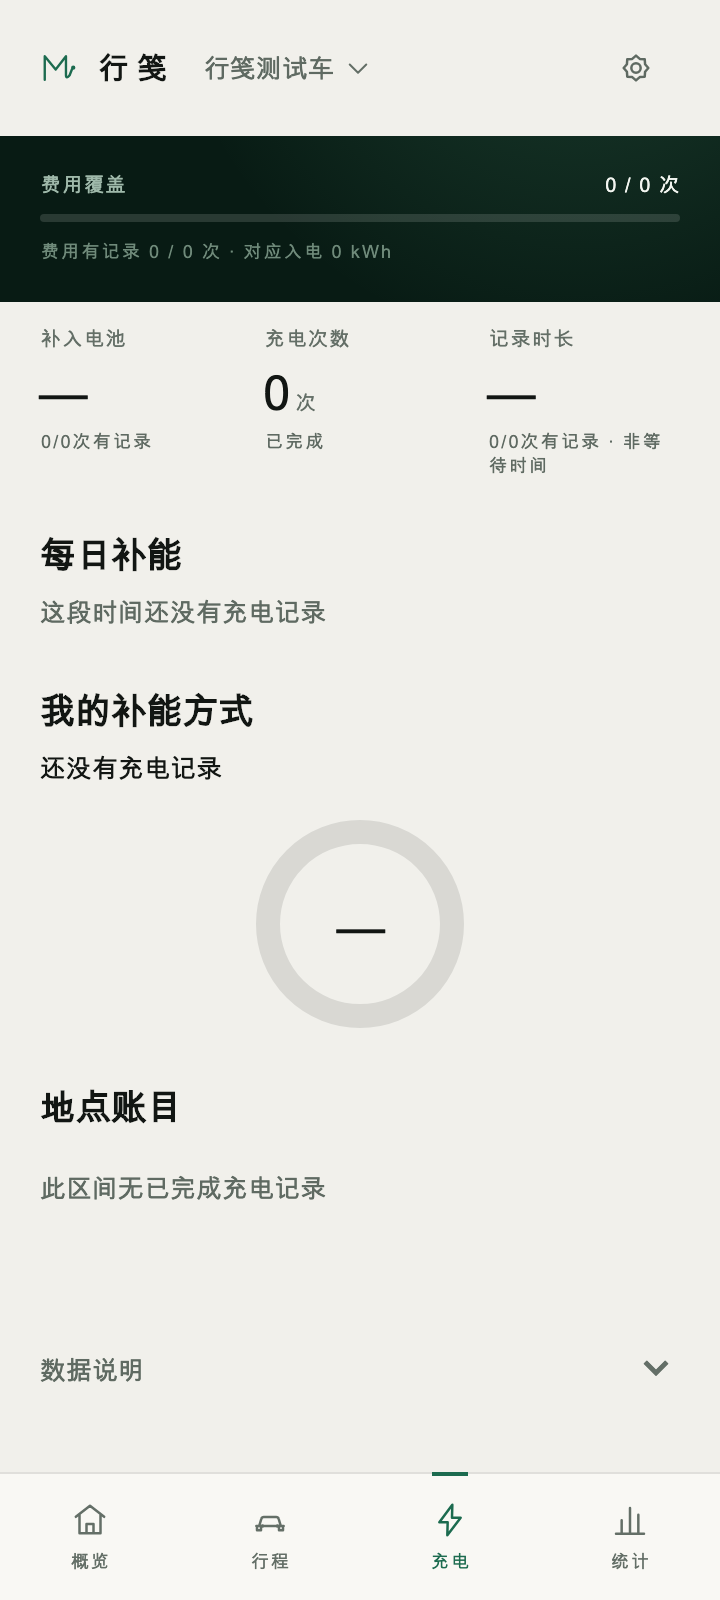 行笺 行笺测试车
费用覆盖 0 / 0 次
费用有记录 0 / 0 次 · 对应入电 0 kWh
补入电池 充电次数 记录时长
— 0 次 —
0/0次有记录 已完成 0/0次有记录 · 非等
待时间
每日补能
这段时间还没有充电记录
我的补能方式
还没有充电记录
—
地点账目
此区间无已完成充电记录
数据说明
概览 行程 充电 统计